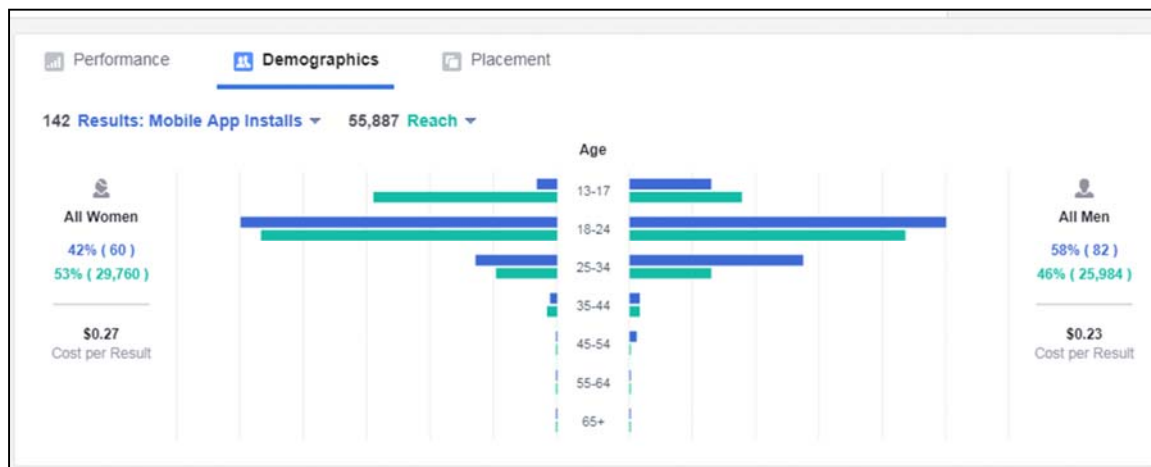 Performance
Demographics
Placement
142 Results: Mobile App Installs
55,887 Reach
Age
All Women
42% ( 60 )
53% ( 29,760 )
$0.27
Cost per Result
13-17
18-24
25-34
35-44
45-54
55-64
65+
All Men
58% ( 82 )
46% ( 25,984 )
$0.23
Cost per Result